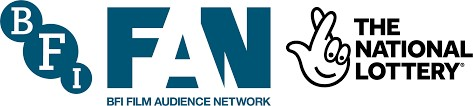 BFI
FAN
BFI FILM AUDIENCE NETWORK
THE
NATIONAL
LOTTERY®